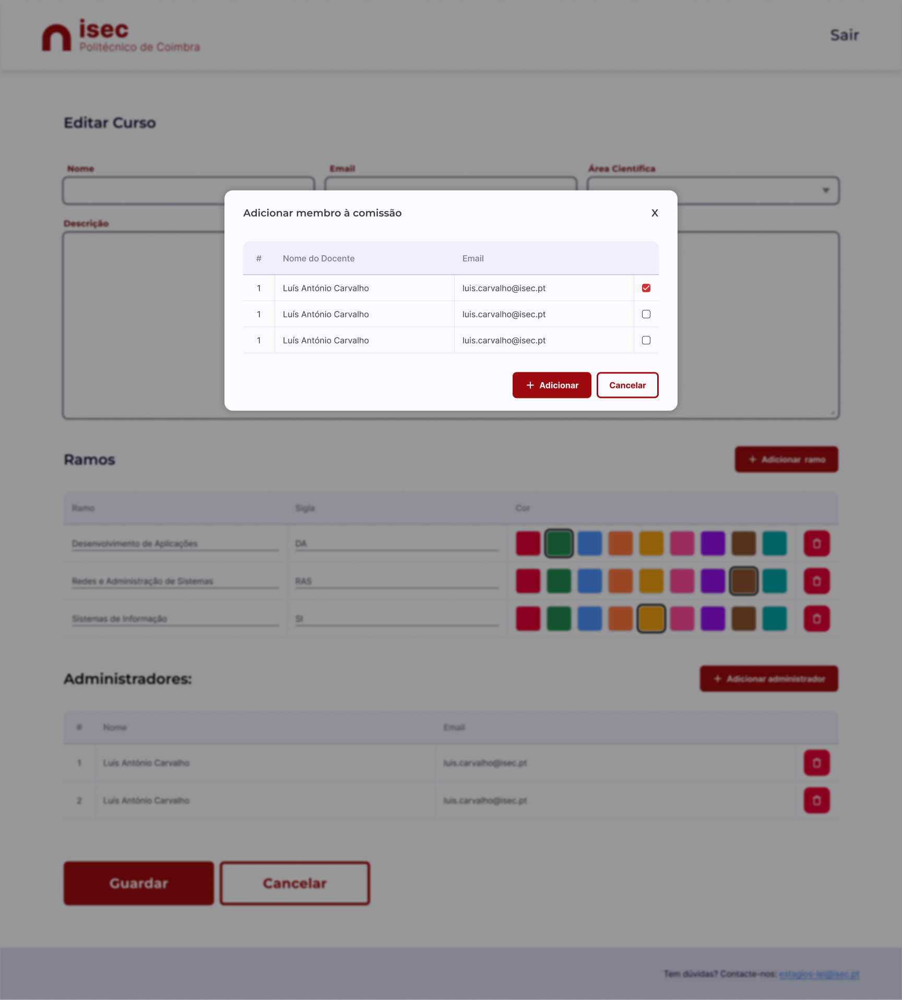 isec
Politécnico de Coimbra
Sair
Editar Curso
Nome
Email
Área Científica
Descrição
Adicionar membro à comissão
X
# Nome do Docente Email
1 Luís António Carvalho luis.carvalho@isec.pt
1 Luís António Carvalho luis.carvalho@isec.pt
1 Luís António Carvalho luis.carvalho@isec.pt
+ Adicionar
Cancelar
Ramos
+ Adicionar ramo
Ramo Sigla Cor
Desenvolvimento de Aplicações DA
Redes e Administração de Sistemas RAS
Sistemas de Informação SI
Administradores:
+ Adicionar administrador
# Nome Email
1 Luís António Carvalho luis.carvalho@isec.pt
2 Luís António Carvalho luis.carvalho@isec.pt
Guardar
Cancelar
Tem dúvidas? Contacte-nos: estagios-lei@isec.pt